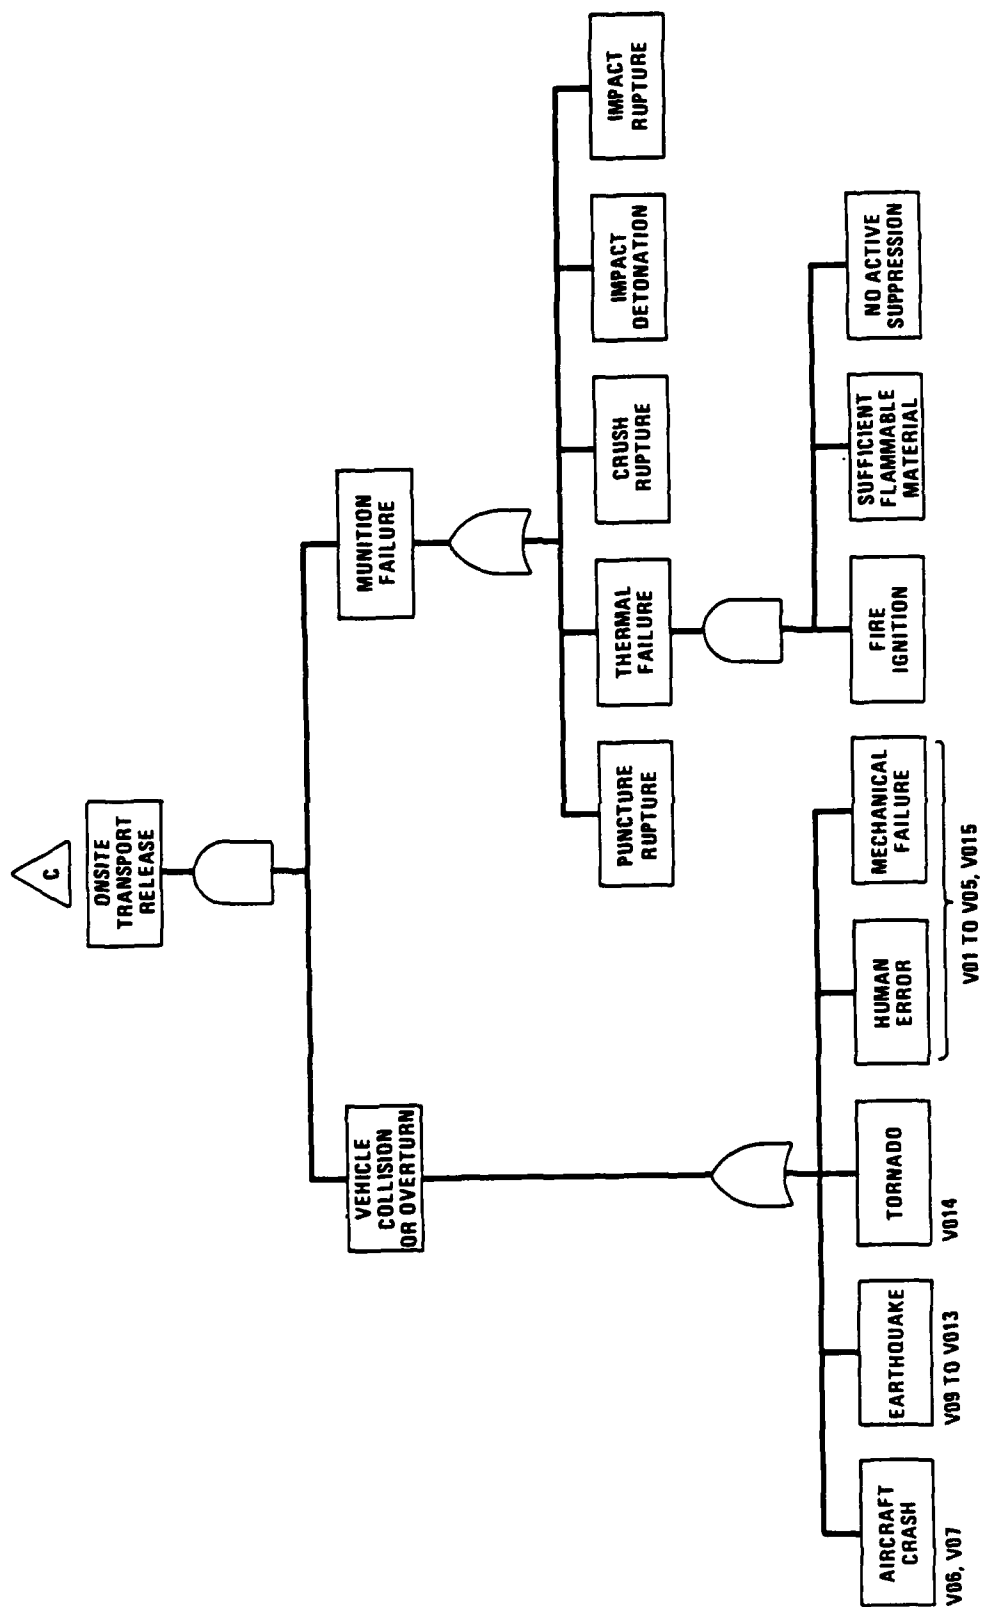 C
ONSITE
TRANSPORT
RELEASE
VEHICLE
COLLISION
OR OVERTURN
MUNITION
FAILURE
PUNCTURE
RUPTURE
THERMAL
FAILURE
CRUSH
RUPTURE
IMPACT
DETONATION
IMPACT
RUPTURE
AIRCRAFT
CRASH
EARTHQUAKE
TORNADO
HUMAN
ERROR
MECHANICAL
FAILURE
FIRE
IGNITION
SUFFICIENT
FLAMMABLE
MATERIAL
NO ACTIVE
SUPPRESSION
V06, V07
V09 TO V013
V014
V01 TO V05, V015